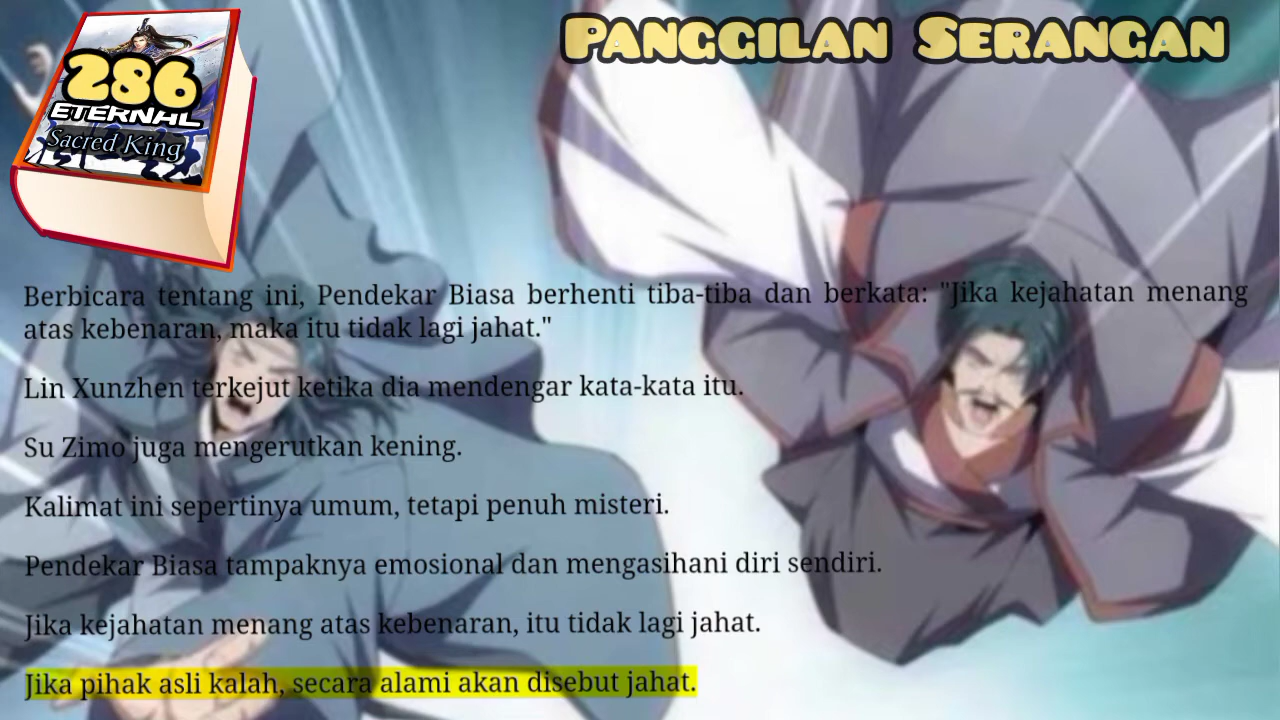 Panggilan Serangan
286
ETERNAL
Sacred King
Berbicara tentang ini, Pendekar Biasa berhenti tiba-tiba dan berkata: "Jika kejahatan menang
atas kebenaran, maka itu tidak lagi jahat."
Lin Xunzhen terkejut ketika dia mendengar kata-kata itu.
Su Zimo juga mengerutkan kening.
Kalimat ini sepertinya umum, tetapi penuh misteri.
Pendekar Biasa tampaknya emosional dan mengasihani diri sendiri.
Jika kejahatan menang atas kebenaran, itu tidak lagi jahat.
Jika pihak asli kalah, secara alami akan disebut jahat.